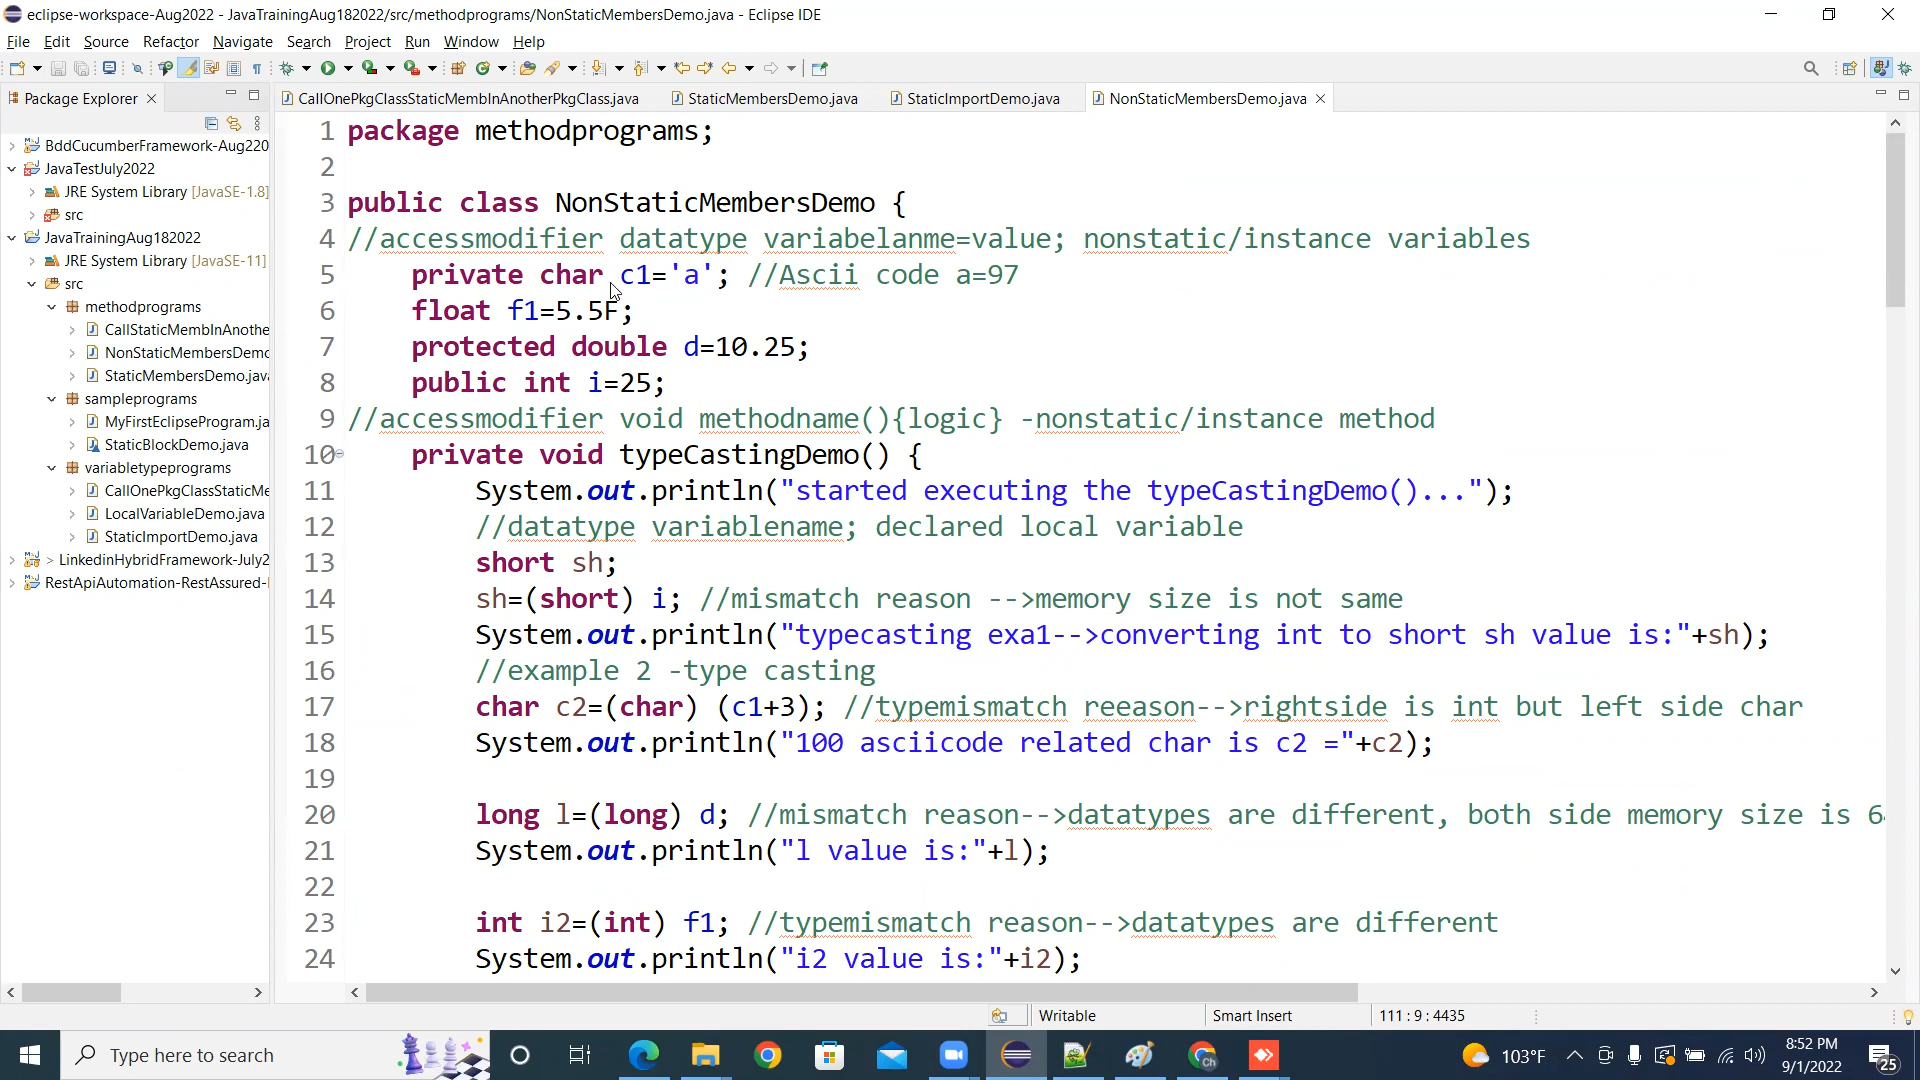 eclipse-workspace-Aug2022 - JavaTrainingAug182022/src/methodprograms/NonStaticMembersDemo.java - Eclipse IDE
File Edit Source Refactor Navigate Search Project Run Window Help
Package Explorer
CallOnePkgClassStaticMembInAnotherPkgClass.java
StaticMembersDemo.java
StaticImportDemo.java
NonStaticMembersDemo.java
BddCucumberFramework-Aug220
JavaTestJuly2022
JRE System Library [JavaSE-1.8]
src
JavaTrainingAug182022
JRE System Library [JavaSE-11]
src
methodprograms
CallStaticMembInAnothe
NonStaticMembersDemo
StaticMembersDemo.java
sampleprograms
MyFirstEclipseProgram.ja
StaticBlockDemo.java
variabletypeprograms
CallOnePkgClassStaticMe
LocalVariableDemo.java
StaticImportDemo.java
> LinkedinHybridFramework-July2
RestApiAutomation-RestAssured-
1 package methodprograms;
2
3 public class NonStaticMembersDemo {
4 //accessmodifier datatype variabelanme=value; nonstatic/instance variables
5 private char c1='a'; //Ascii code a=97
6 float f1=5.5F;
7 protected double d=10.25;
8 public int i=25;
9 //accessmodifier void methodname(){logic} -nonstatic/instance method
10 private void typeCastingDemo() {
11 System.out.println("started executing the typeCastingDemo()...");
12 //datatype variablename; declared local variable
13 short sh;
14 sh=(short) i; //mismatch reason -->memory size is not same
15 System.out.println("typecasting exa1-->converting int to short sh value is:"+sh);
16 //example 2 -type casting
17 char c2=(char) (c1+3); //typemismatch reeason-->rightside is int but left side char
18 System.out.println("100 asciicode related char is c2 ="+c2);
19
20 long l=(long) d; //mismatch reason-->datatypes are different, both side memory size is 64
21 System.out.println("l value is:"+l);
22
23 int i2=(int) f1; //typemismatch reason-->datatypes are different
24 System.out.println("i2 value is:"+i2);
Writable
Smart Insert
111 : 9 : 4435
Type here to search
103°F
8:52 PM
9/1/2022
25